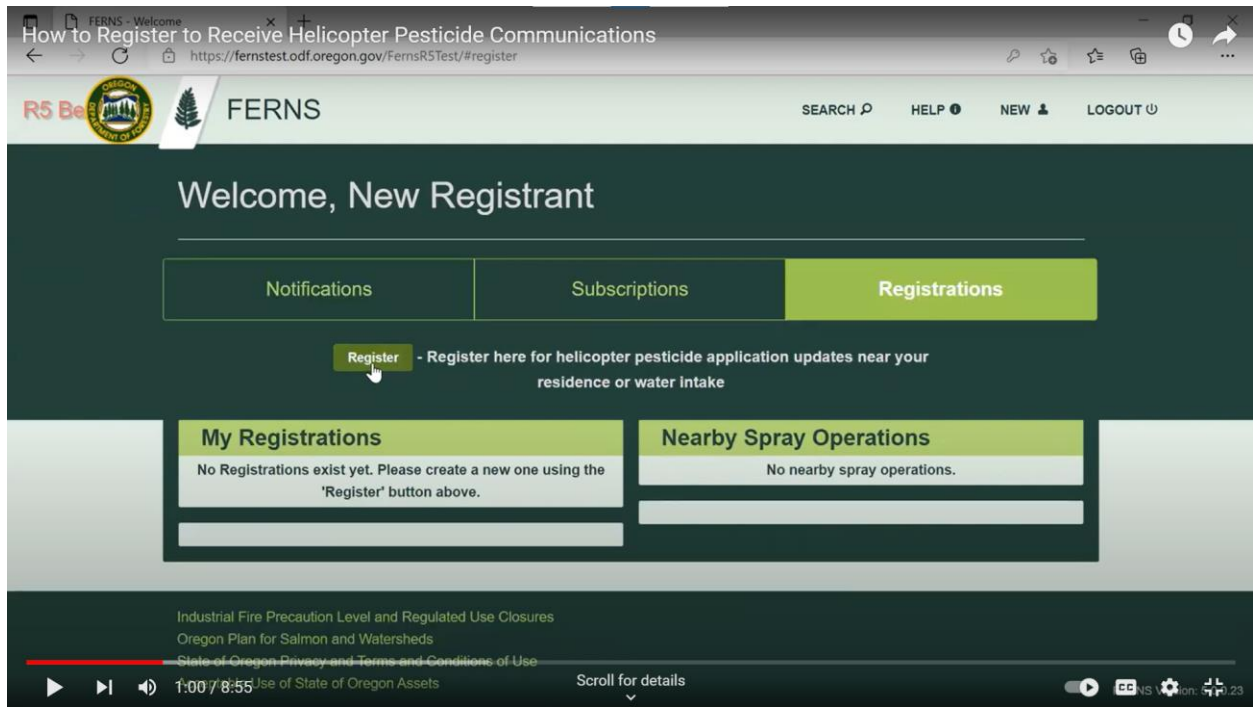 FERNS - Welcome
How to Register to Receive Helicopter Pesticide Communications
https://fernstest.odf.oregon.gov/FernsR5Test/#register
R5 Be
OREGON
DEPARTMENT OF FORESTRY
FERNS
SEARCH
HELP
NEW
LOGOUT
Welcome, New Registrant
Notifications
Subscriptions
Registrations
Register - Register here for helicopter pesticide application updates near your
residence or water intake
My Registrations
No Registrations exist yet. Please create a new one using the
'Register' button above.
Nearby Spray Operations
No nearby spray operations.
Industrial Fire Precaution Level and Regulated Use Closures
Oregon Plan for Salmon and Watersheds
State of Oregon Privacy and Terms and Conditions of Use
Use of State of Oregon Assets
1:00 / 8:55
Scroll for details
CC